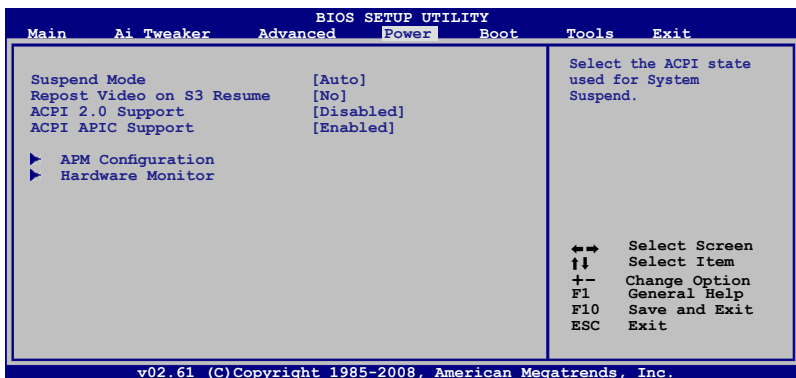 BIOS SETUP UTILITY
Main Ai Tweaker Advanced Power Boot Tools Exit
Suspend Mode [Auto]
Repost Video on S3 Resume [No]
ACPI 2.0 Support [Disabled]
ACPI APIC Support [Enabled]
APM Configuration
Hardware Monitor
Select the ACPI state
used for System
Suspend.
Select Screen
Select Item
+- Change Option
F1 General Help
F10 Save and Exit
ESC Exit
v02.61 (C)Copyright 1985-2008, American Megatrends, Inc.